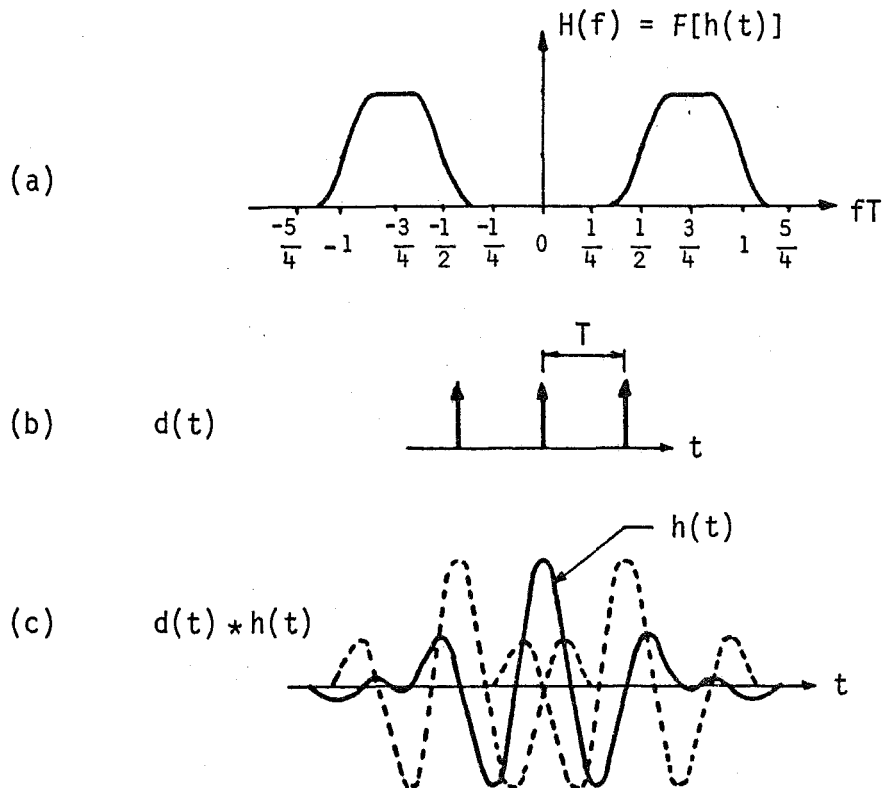 H(f) = F[h(t)]
(a)
fT
-5/4 -1 -3/4 -1/2 -1/4 0 1/4 1/2 3/4 1 5/4
T
(b) d(t)
t
h(t)
(c) d(t) * h(t)
t